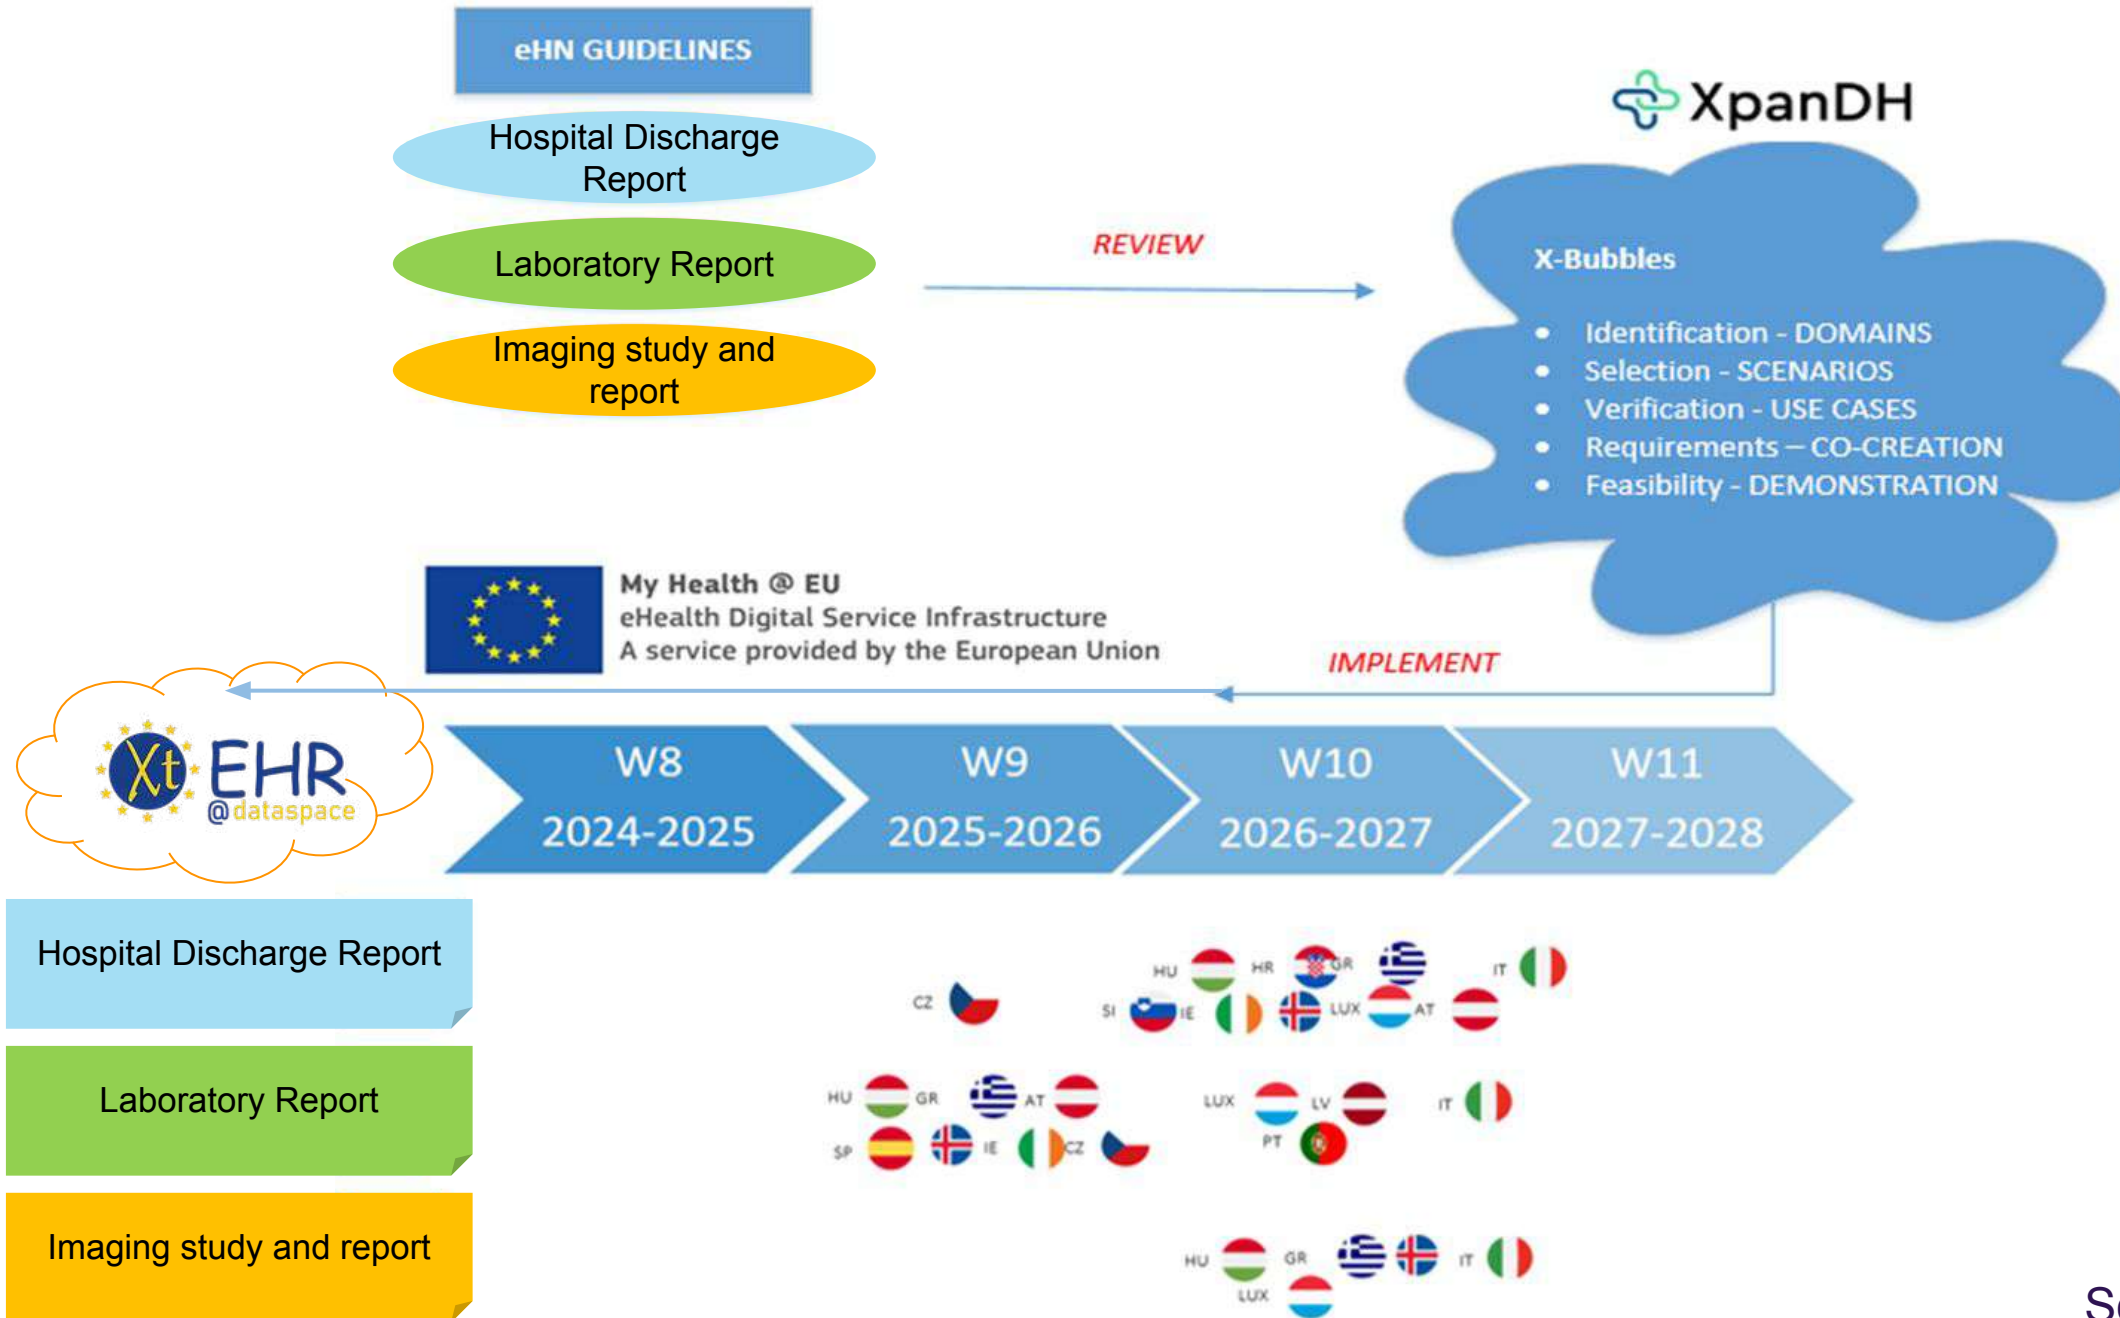 eHN GUIDELINES
Hospital Discharge
Report
Laboratory Report
Imaging study and
report
REVIEW
XpanDH
X-Bubbles
• Identification - DOMAINS
• Selection - SCENARIOS
• Verification - USE CASES
• Requirements – CO-CREATION
• Feasibility - DEMONSTRATION
My Health @ EU
eHealth Digital Service Infrastructure
A service provided by the European Union
IMPLEMENT
Xt EHR
@dataspace
W8
2024-2025
W9
2025-2026
W10
2026-2027
W11
2027-2028
Hospital Discharge Report
HU HR GR IT
CZ SI IE LUX AT
Laboratory Report
HU GR AT LUX LV IT
SP IE CZ PT
Imaging study and report
HU GR IT
LUX